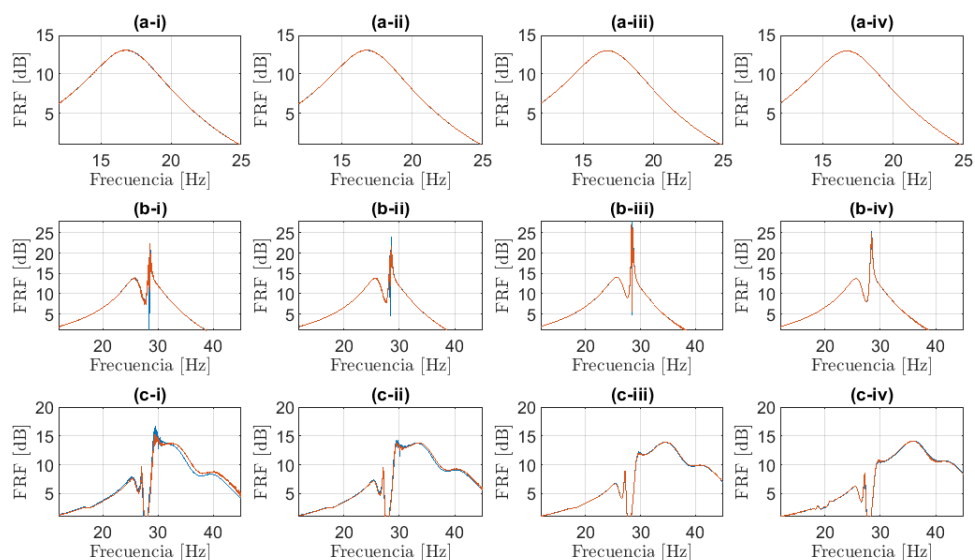 (a-i) (a-ii) (a-iii) (a-iv)
FRF [dB] 15 10 5 FRF [dB] 15 10 5 FRF [dB] 15 10 5 FRF [dB] 15 10 5
15 20 25 15 20 25 15 20 25 15 20 25
Frecuencia [Hz] Frecuencia [Hz] Frecuencia [Hz] Frecuencia [Hz]
(b-i) (b-ii) (b-iii) (b-iv)
FRF [dB] 25 20 15 10 5 FRF [dB] 25 20 15 10 5 FRF [dB] 25 20 15 10 5 FRF [dB] 25 20 15 10 5
20 30 40 20 30 40 20 30 40 20 30 40
Frecuencia [Hz] Frecuencia [Hz] Frecuencia [Hz] Frecuencia [Hz]
(c-i) (c-ii) (c-iii) (c-iv)
FRF [dB] 20 15 10 5 FRF [dB] 20 15 10 5 FRF [dB] 20 15 10 5 FRF [dB] 20 15 10 5
20 30 40 20 30 40 20 30 40 20 30 40
Frecuencia [Hz] Frecuencia [Hz] Frecuencia [Hz] Frecuencia [Hz]